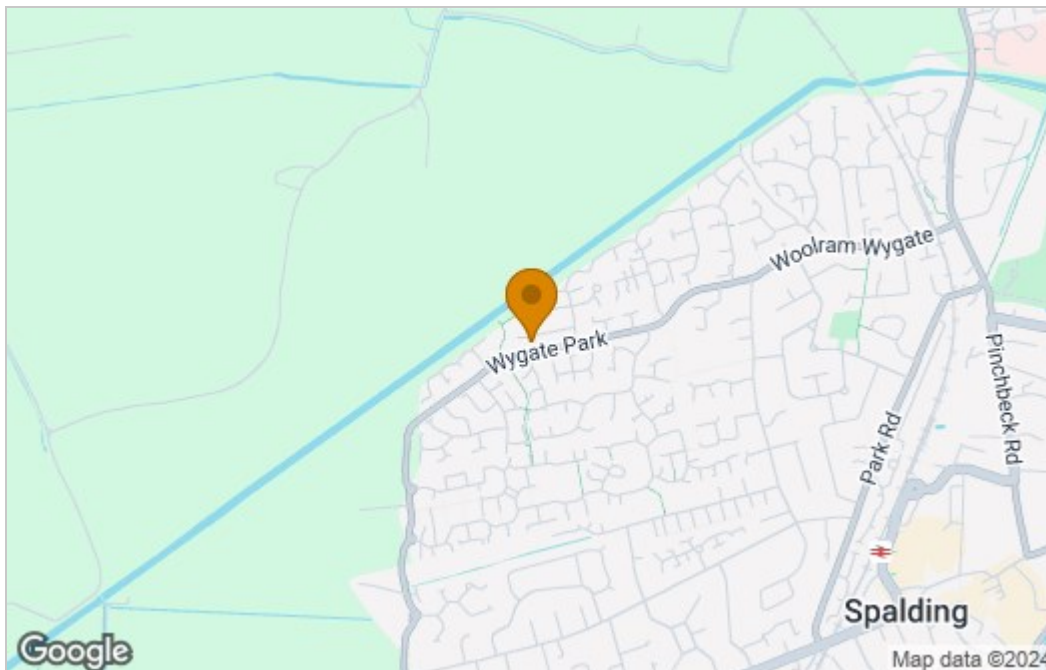 Woolram Wygate
Wygate Park
Pinchbeck Rd
Park Rd
Spalding
Google
Map data ©2024